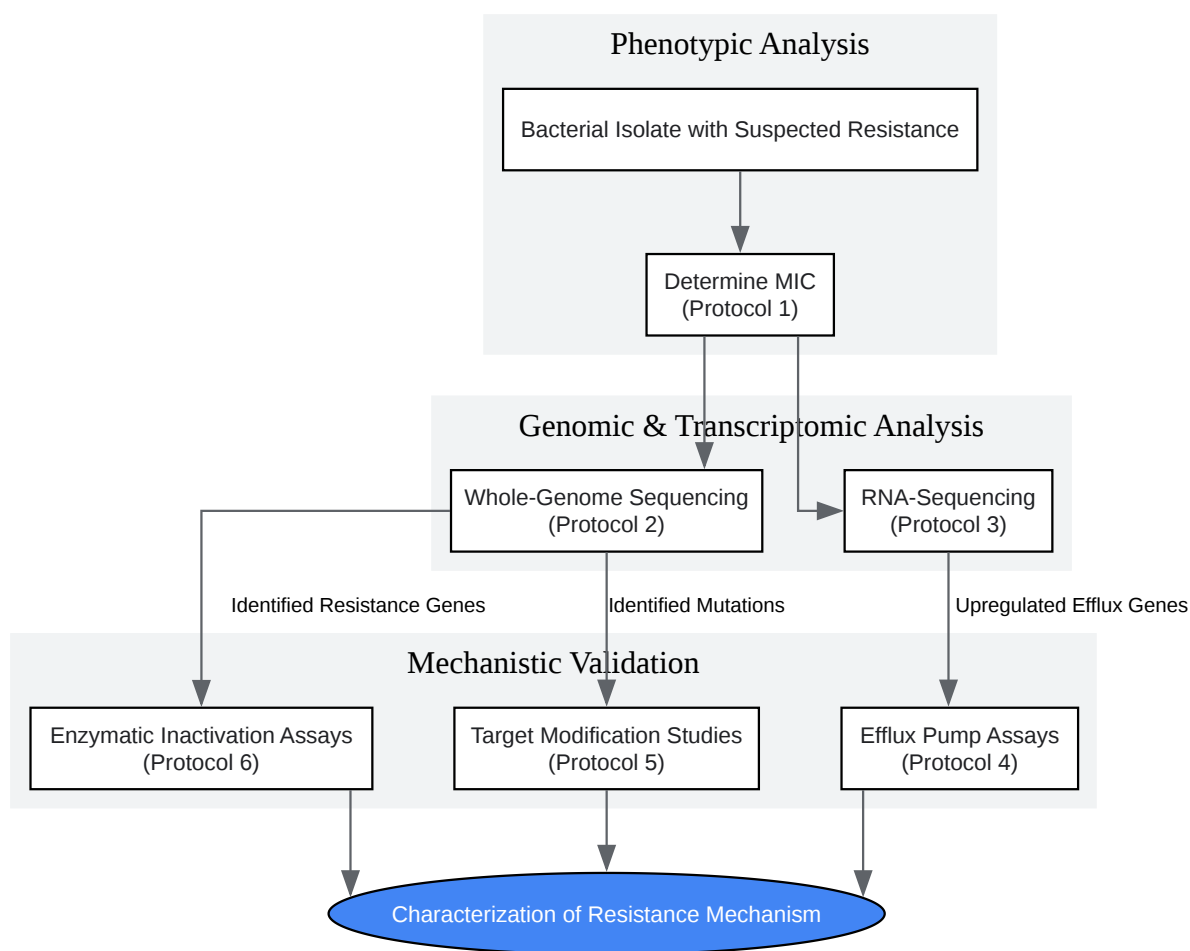 Phenotypic Analysis
Bacterial Isolate with Suspected Resistance
Determine MIC
(Protocol 1)
Genomic & Transcriptomic Analysis
Whole-Genome Sequencing
(Protocol 2)
RNA-Sequencing
(Protocol 3)
Identified Resistance Genes
Identified Mutations
Upregulated Efflux Genes
Mechanistic Validation
Enzymatic Inactivation Assays
(Protocol 6)
Target Modification Studies
(Protocol 5)
Efflux Pump Assays
(Protocol 4)
Characterization of Resistance Mechanism